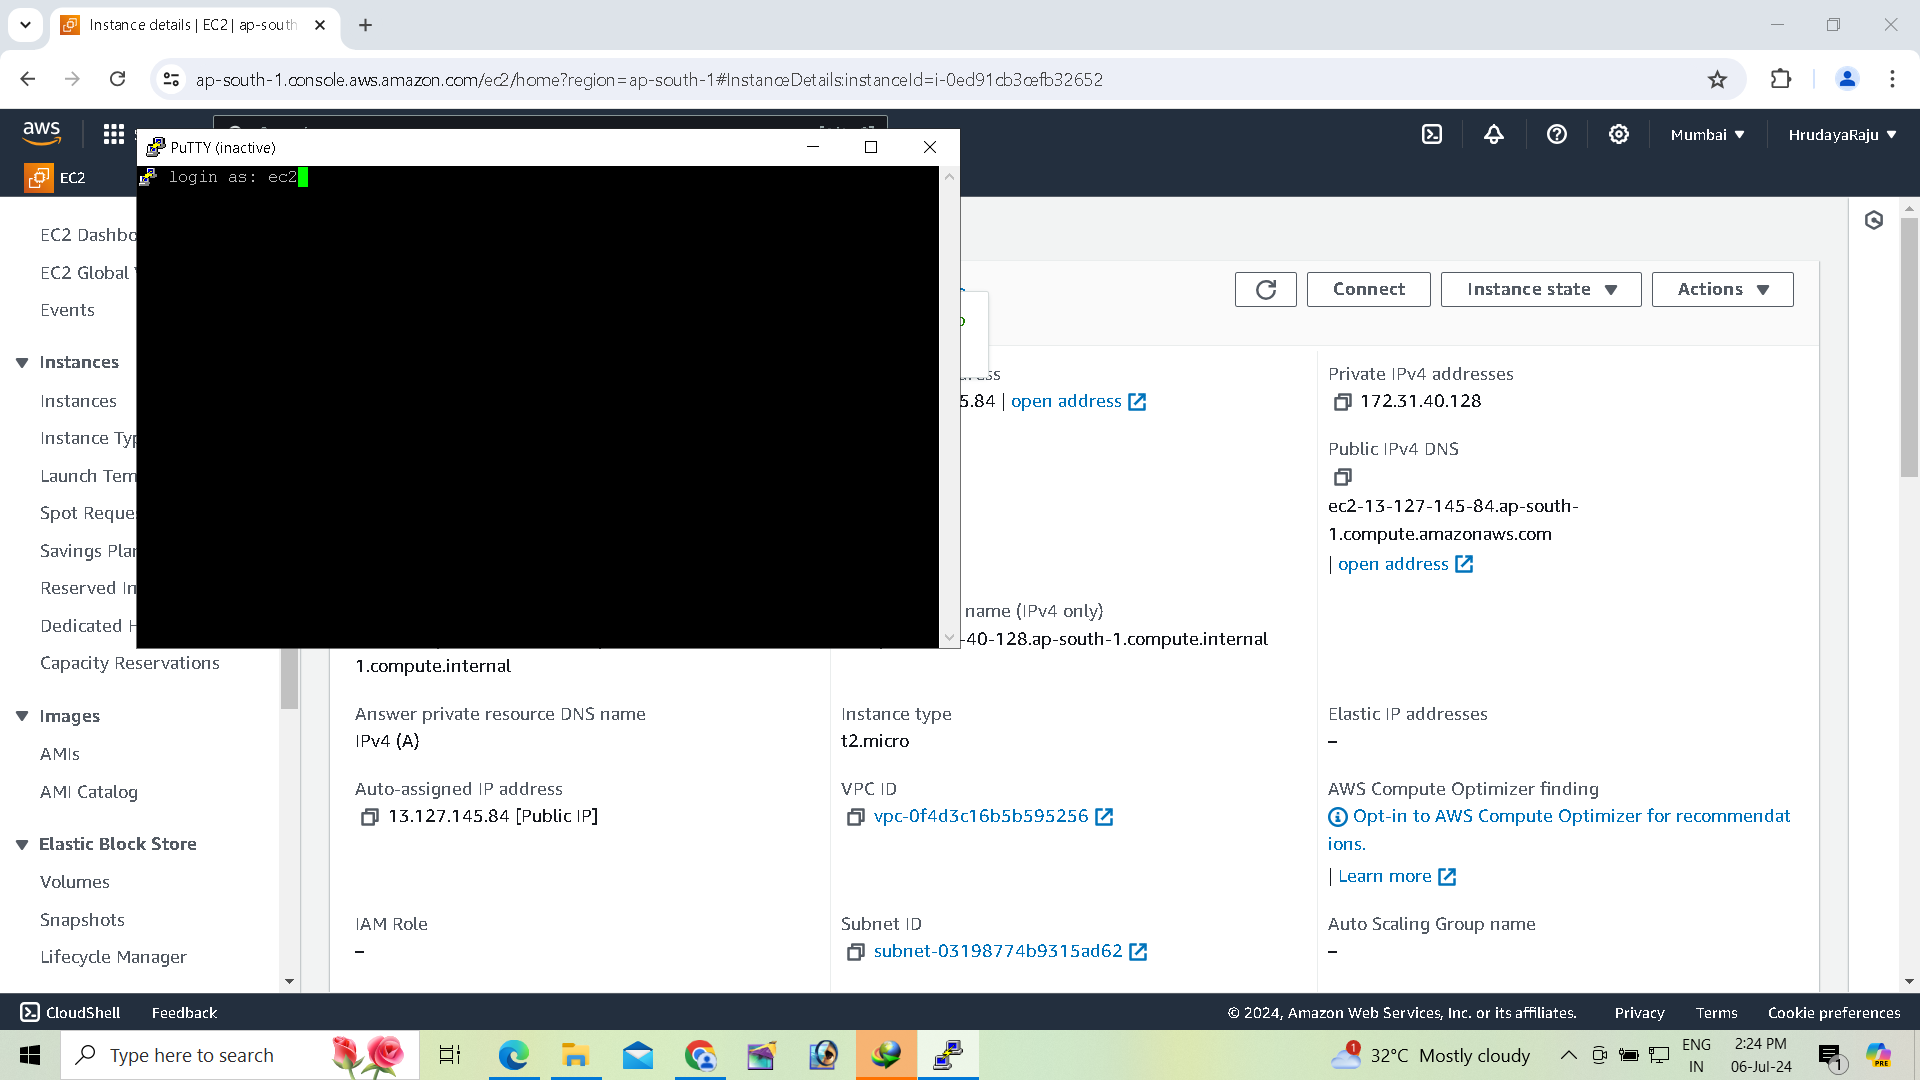 Instance details | EC2 | ap-south
ap-south-1.console.aws.amazon.com/ec2/home?region=ap-south-1#InstanceDetails:instanceId=i-0ed91cb3cefb32652
aws
Mumbai ▼
HrudayaRaju ▼
PuTTY (inactive)
EC2
login as: ec2
EC2 Dashbo
EC2 Global
Events
Connect
Instance state ▼
Actions ▼
Instances
Instances
Instance Typ
Launch Tem
Spot Reques
Savings Plan
Reserved In
Dedicated H
Capacity Reservations
Images
AMIs
AMI Catalog
Elastic Block Store
Volumes
Snapshots
Lifecycle Manager
Private IPv4 addresses
5.84 | open address
172.31.40.128
Public IPv4 DNS
ec2-13-127-145-84.ap-south-
1.compute.amazonaws.com
| open address
name (IPv4 only)
-40-128.ap-south-1.compute.internal
1.compute.internal
Answer private resource DNS name
IPv4 (A)
Instance type
t2.micro
Elastic IP addresses
–
Auto-assigned IP address
13.127.145.84 [Public IP]
VPC ID
vpc-0f4d3c16b5b595256
AWS Compute Optimizer finding
Opt-in to AWS Compute Optimizer for recommendat
ions.
| Learn more
IAM Role
–
Subnet ID
subnet-03198774b9315ad62
Auto Scaling Group name
–
CloudShell
Feedback
© 2024, Amazon Web Services, Inc. or its affiliates.
Privacy
Terms
Cookie preferences
Type here to search
1
32°C Mostly cloudy
ENG
IN
2:24 PM
06-Jul-24
1
PRE